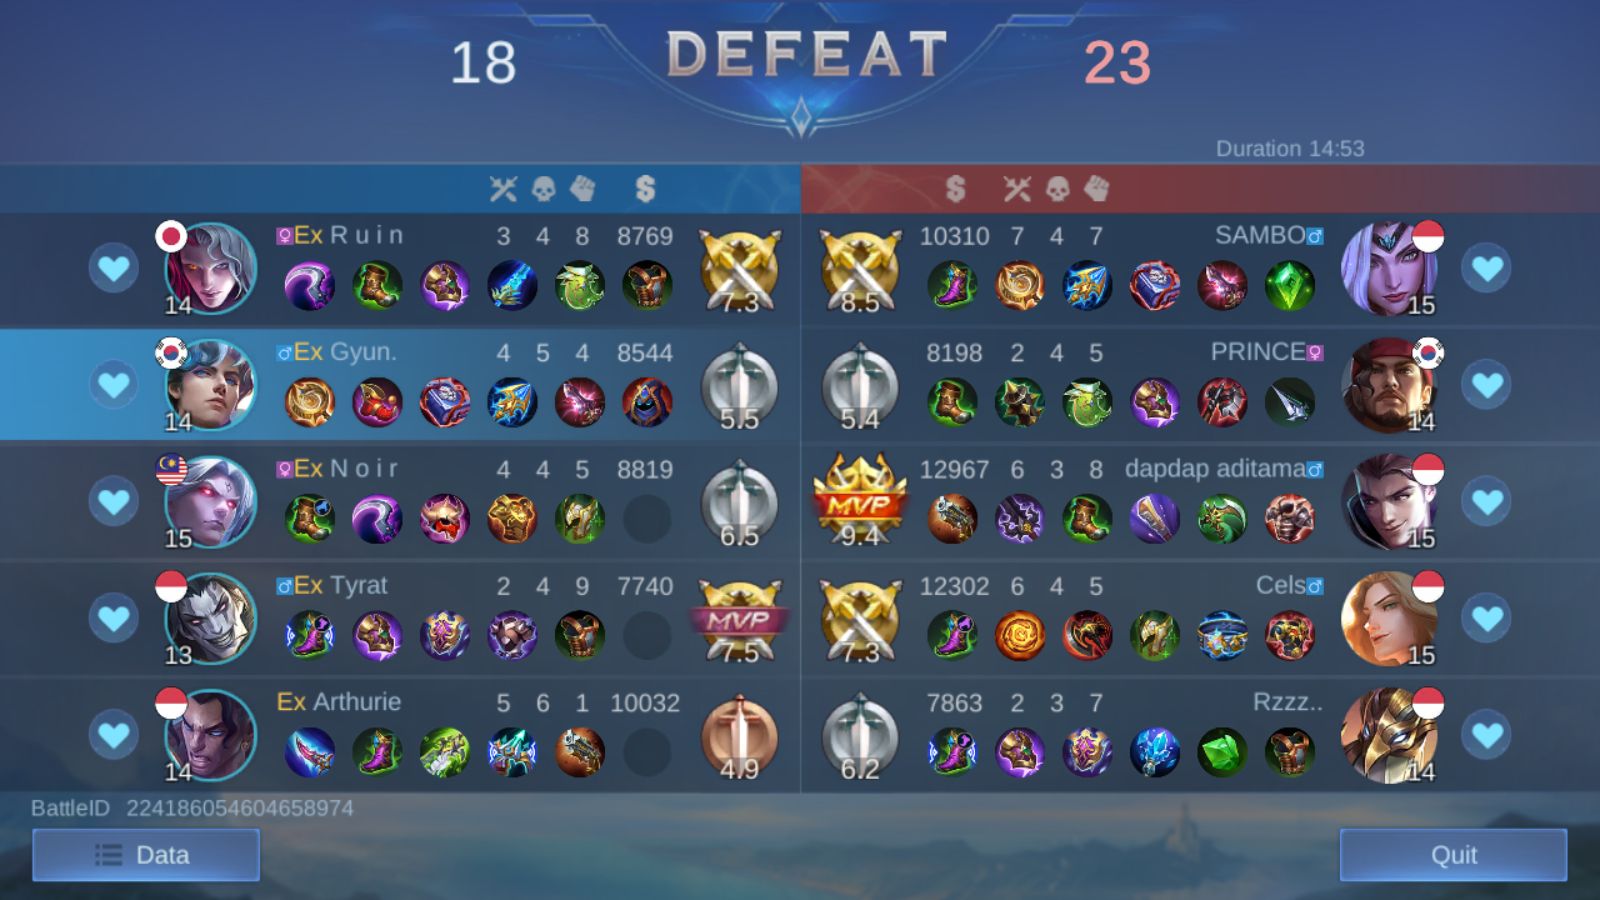 18 DEFEAT 23
Duration 14:53
14 Ex R u i n 3 4 8 8769 7.3
8.5 10310 7 4 7 SAMBO 15
14 Ex Gyun. 4 5 4 8544 5.5
5.4 8198 2 4 5 PRINCE 14
15 Ex N o i r 4 4 5 8819 6.5
MVP 9.4 12967 6 3 8 dapdap aditama 15
13 Ex Tyrat 2 4 9 7740 MVP 7.5
7.3 12302 6 4 5 Cels 15
14 Ex Arthurie 5 6 1 10032 4.9
6.2 7863 2 3 7 Rzzz.. 14
BattleID 224186054604658974
Data
Quit